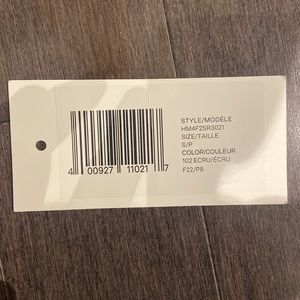 STYLE/MODÈLE
HM4F2SR3021
SIZE/TAILLE
S/P
COLOR/COULEUR
102 ECRU/ÉCRU
F22/P8
4 00927 11021 7